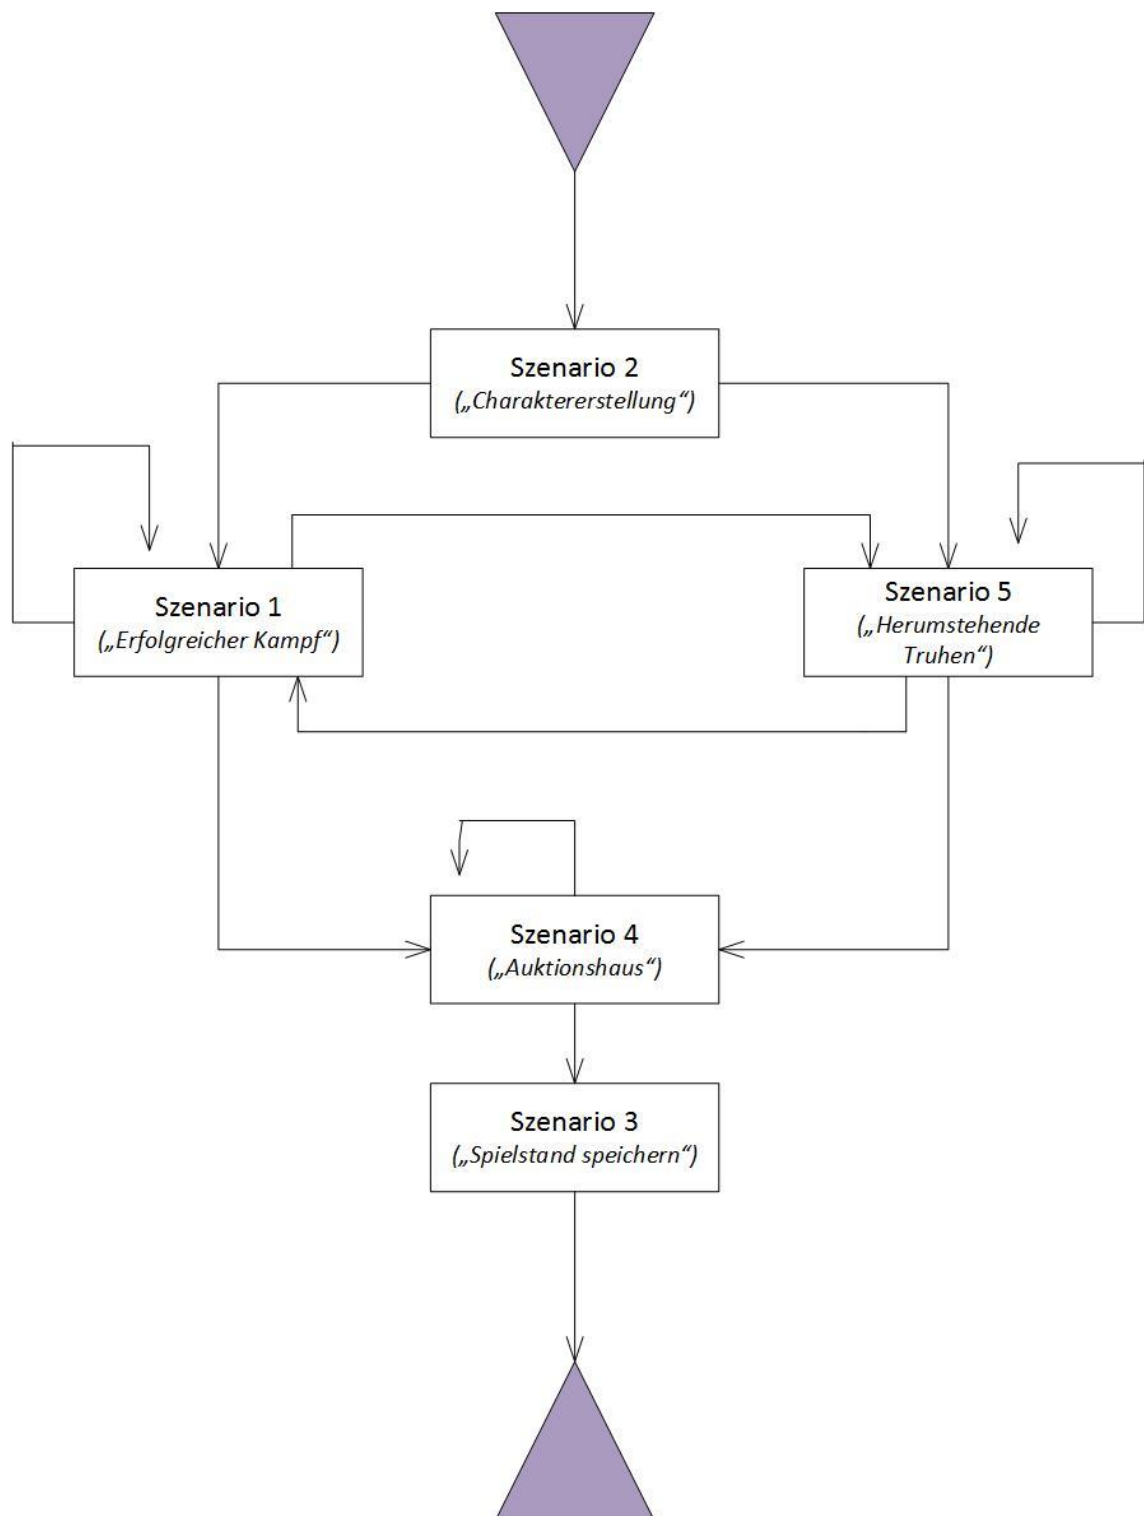 Szenario 2
(„Charaktererstellung“)
Szenario 1
(„Erfolgreicher Kampf“)
Szenario 5
(„Herumstehende
Truhen“)
Szenario 4
(„Auktionshaus“)
Szenario 3
(„Spielstand speichern“)